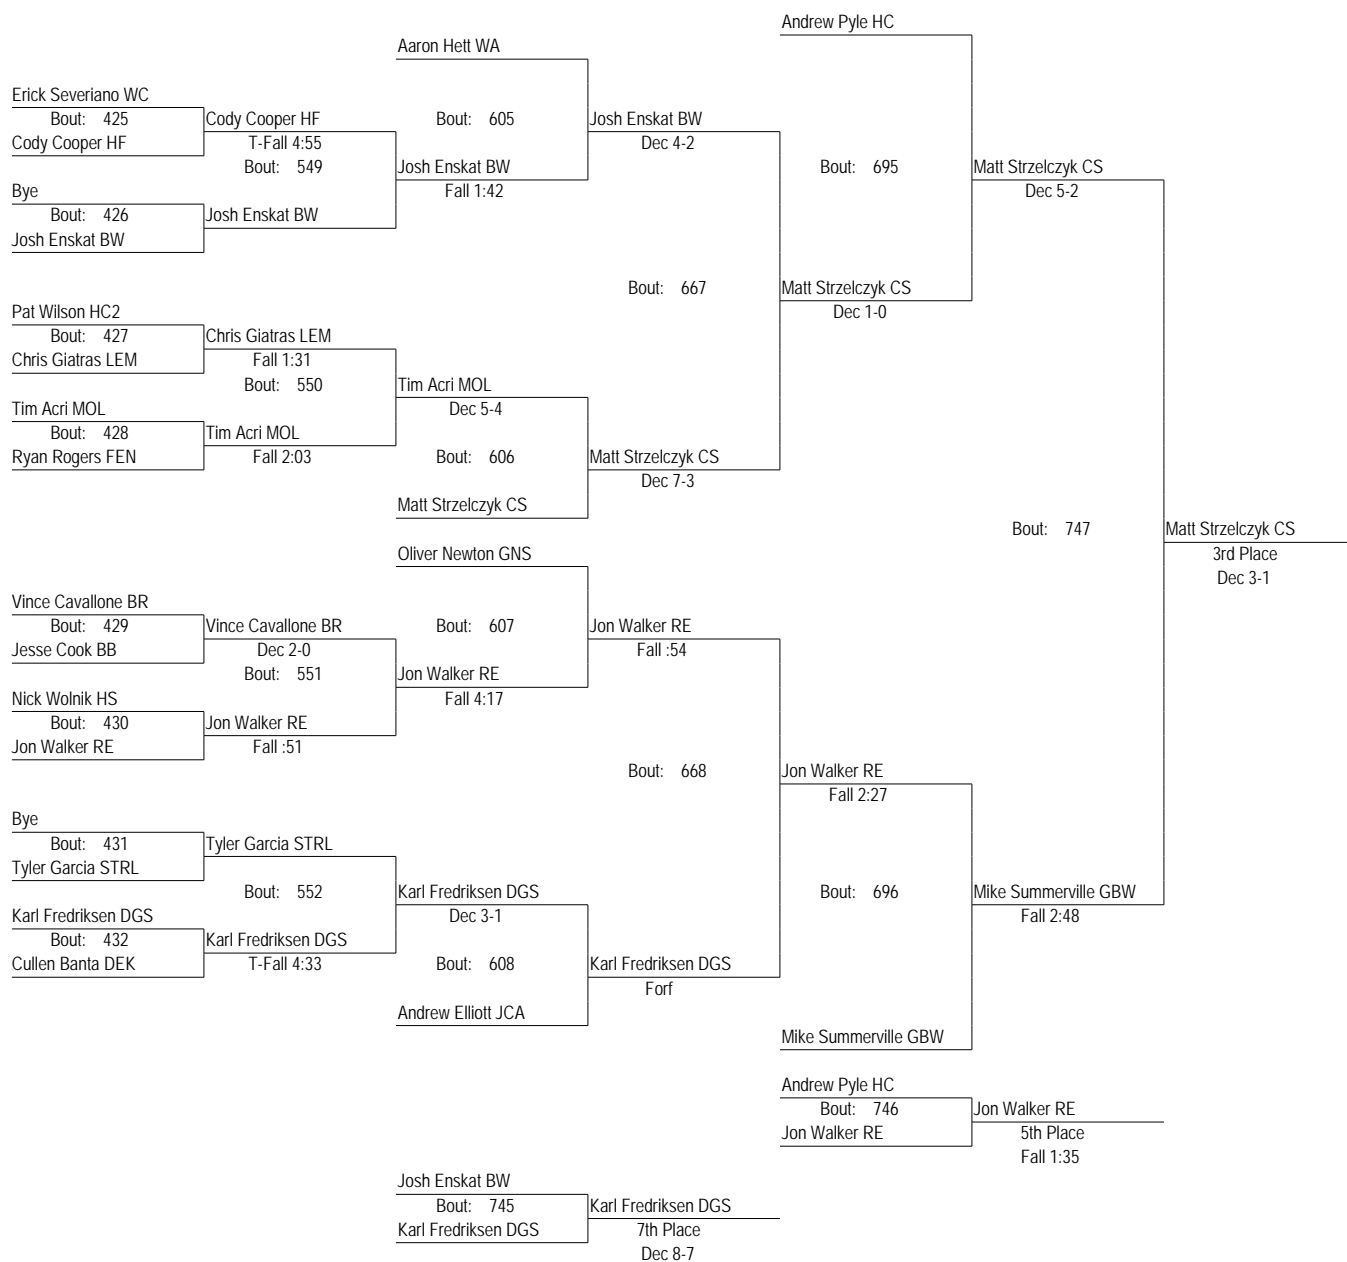 Andrew Pyle HC
Aaron Hett WA
Erick Severiano WC
Bout: 425
Cody Cooper HF
Bout: 605
Josh Enskat BW
Cody Cooper HF
T-Fall 4:55
Dec 4-2
Bout: 549
Josh Enskat BW
Bout: 695
Matt Strzelczyk CS
Bye
Fall 1:42
Dec 5-2
Bout: 426
Josh Enskat BW
Josh Enskat BW
Bout: 667
Matt Strzelczyk CS
Pat Wilson HC2
Dec 1-0
Bout: 427
Chris Giatras LEM
Chris Giatras LEM
Fall 1:31
Bout: 550
Tim Acri MOL
Tim Acri MOL
Dec 5-4
Bout: 428
Tim Acri MOL
Ryan Rogers FEN
Fall 2:03
Bout: 606
Matt Strzelczyk CS
Dec 7-3
Matt Strzelczyk CS
Bout: 747
Matt Strzelczyk CS
Oliver Newton GNS
3rd Place
Dec 3-1
Vince Cavallone BR
Bout: 429
Vince Cavallone BR
Bout: 607
Jon Walker RE
Jesse Cook BB
Dec 2-0
Fall :54
Bout: 551
Jon Walker RE
Nick Wolnik HS
Fall 4:17
Bout: 430
Jon Walker RE
Jon Walker RE
Fall :51
Bout: 668
Jon Walker RE
Fall 2:27
Bye
Bout: 431
Tyler Garcia STRL
Tyler Garcia STRL
Bout: 552
Karl Fredriksen DGS
Bout: 696
Mike Summerville GBW
Karl Fredriksen DGS
Dec 3-1
Fall 2:48
Bout: 432
Karl Fredriksen DGS
Cullen Banta DEK
T-Fall 4:33
Bout: 608
Karl Fredriksen DGS
Forf
Andrew Elliott JCA
Mike Summerville GBW
Andrew Pyle HC
Bout: 746
Jon Walker RE
Jon Walker RE
5th Place
Fall 1:35
Josh Enskat BW
Bout: 745
Karl Fredriksen DGS
Karl Fredriksen DGS
7th Place
Dec 8-7